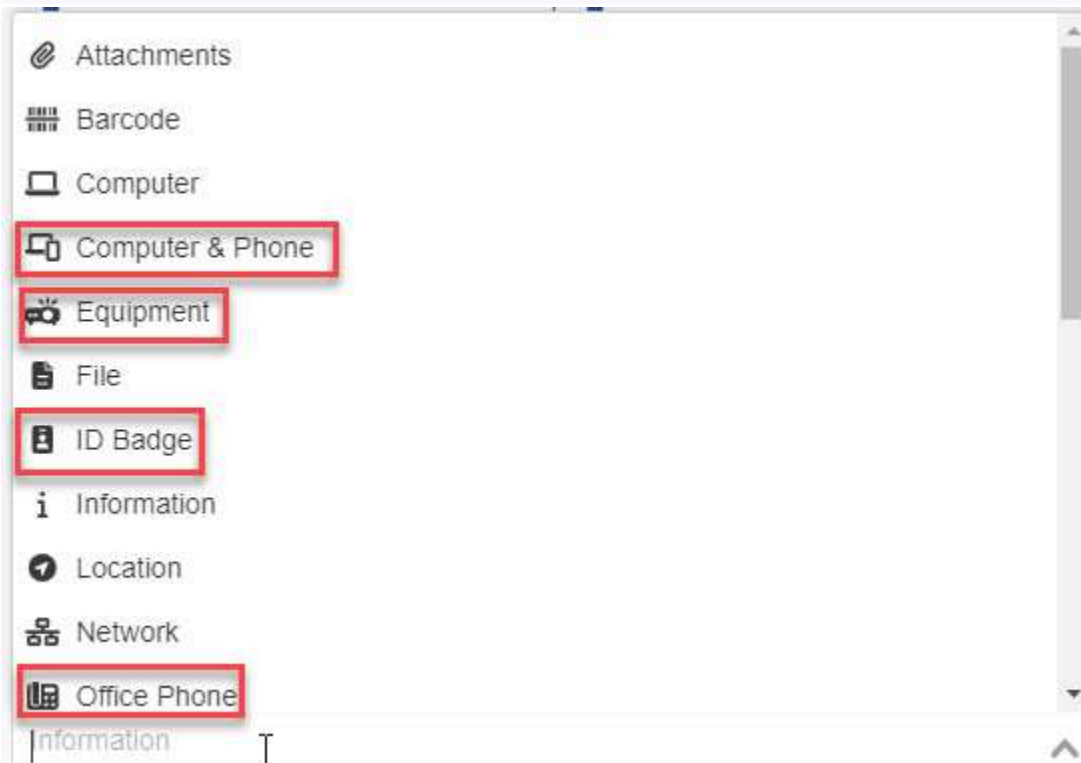 Attachments
Barcode
Computer
Computer & Phone
Equipment
File
ID Badge
Information
Location
Network
Office Phone
Information